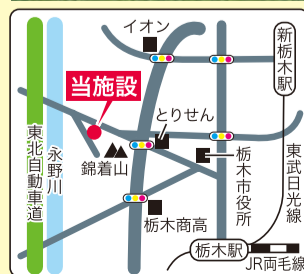 イオン
新栃木駅
当施設
とりせん
東北自動車道
永野川
錦着山
栃木市役所
東武日光線
栃木商高
栃木駅
JR両毛線